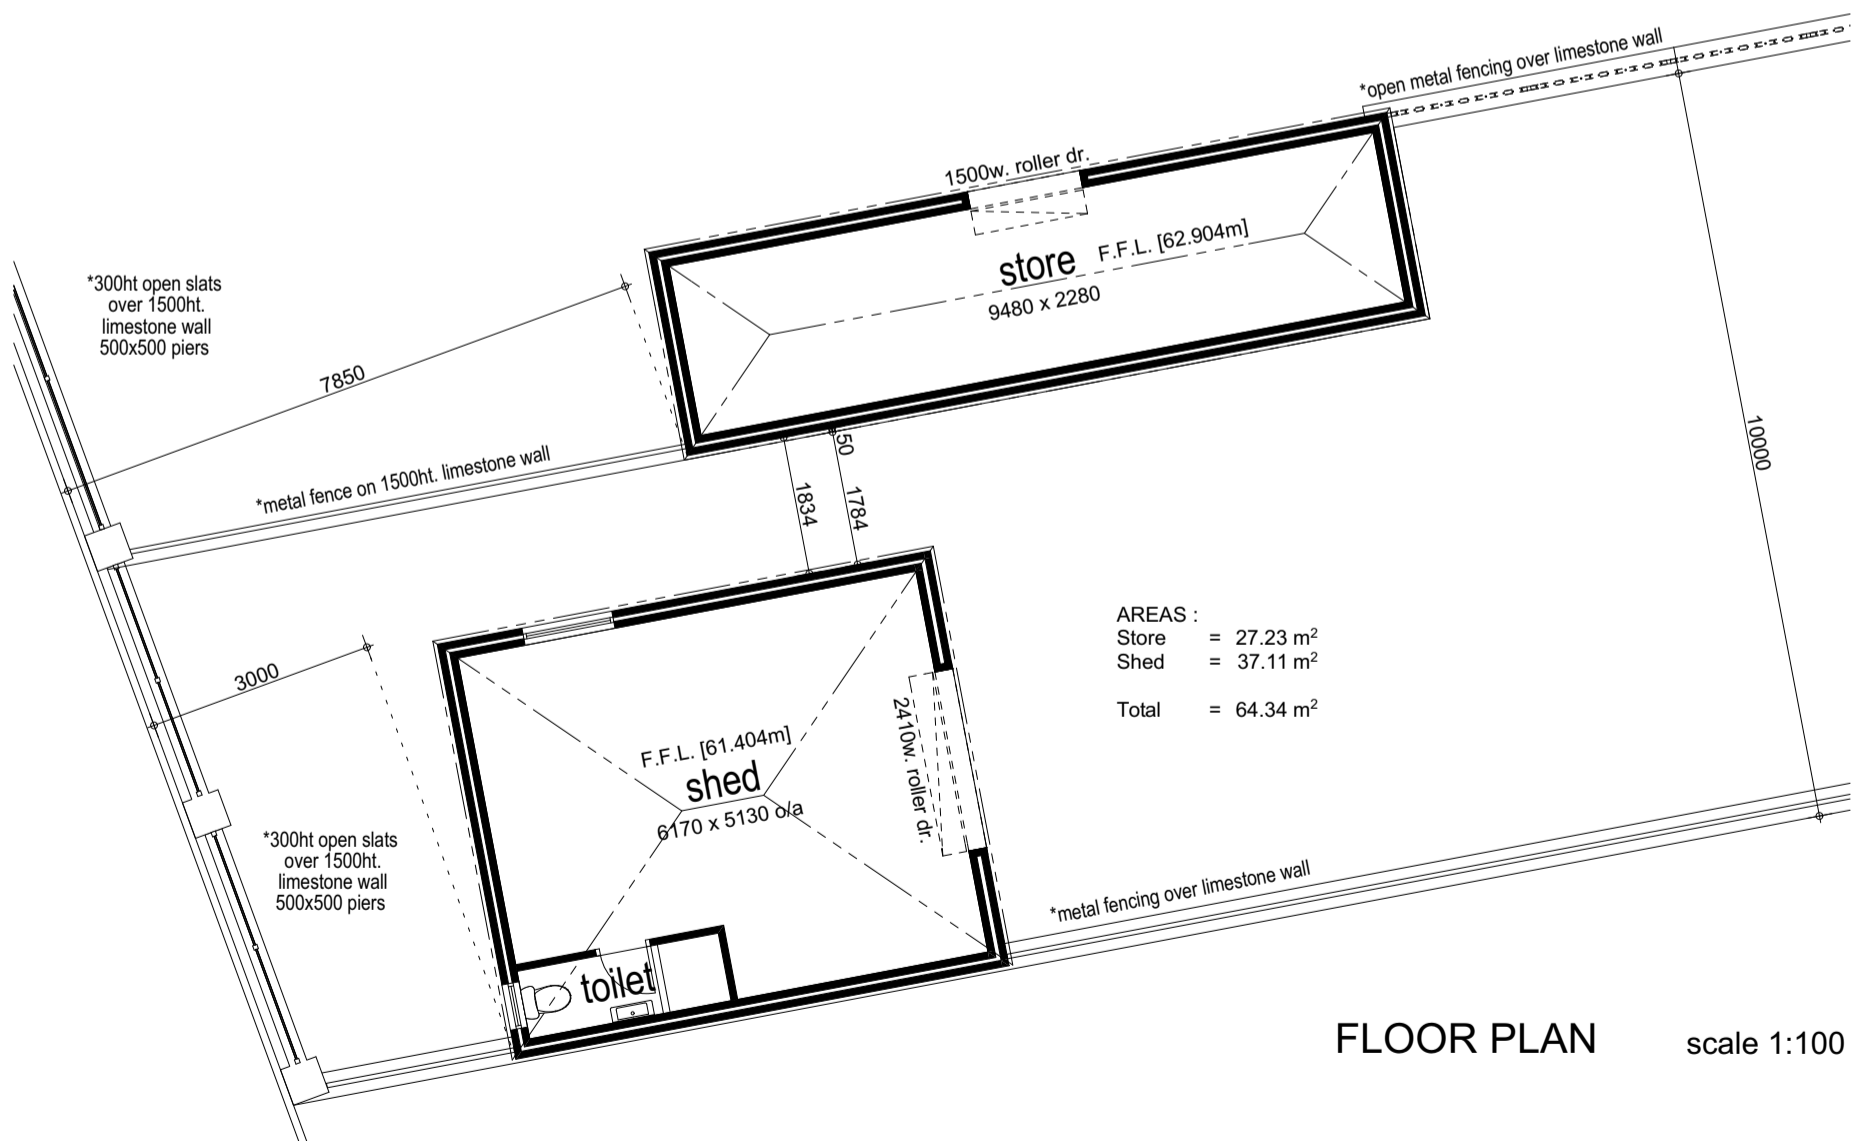 *open metal fencing over limestone wall
1500w. roller dr.
store F.F.L. [62.904m]
9480 x 2280
*300ht open slats
over 1500ht.
limestone wall
500x500 piers
7850
*metal fence on 1500ht. limestone wall
50
1834
1784
10000
3000
AREAS :
Store = 27.23 m²
Shed = 37.11 m²
Total = 64.34 m²
F.F.L. [61.404m]
shed
6170 x 5130 o/a
2410w. roller dr.
*300ht open slats
over 1500ht.
limestone wall
500x500 piers
*metal fencing over limestone wall
toilet
FLOOR PLAN scale 1:100